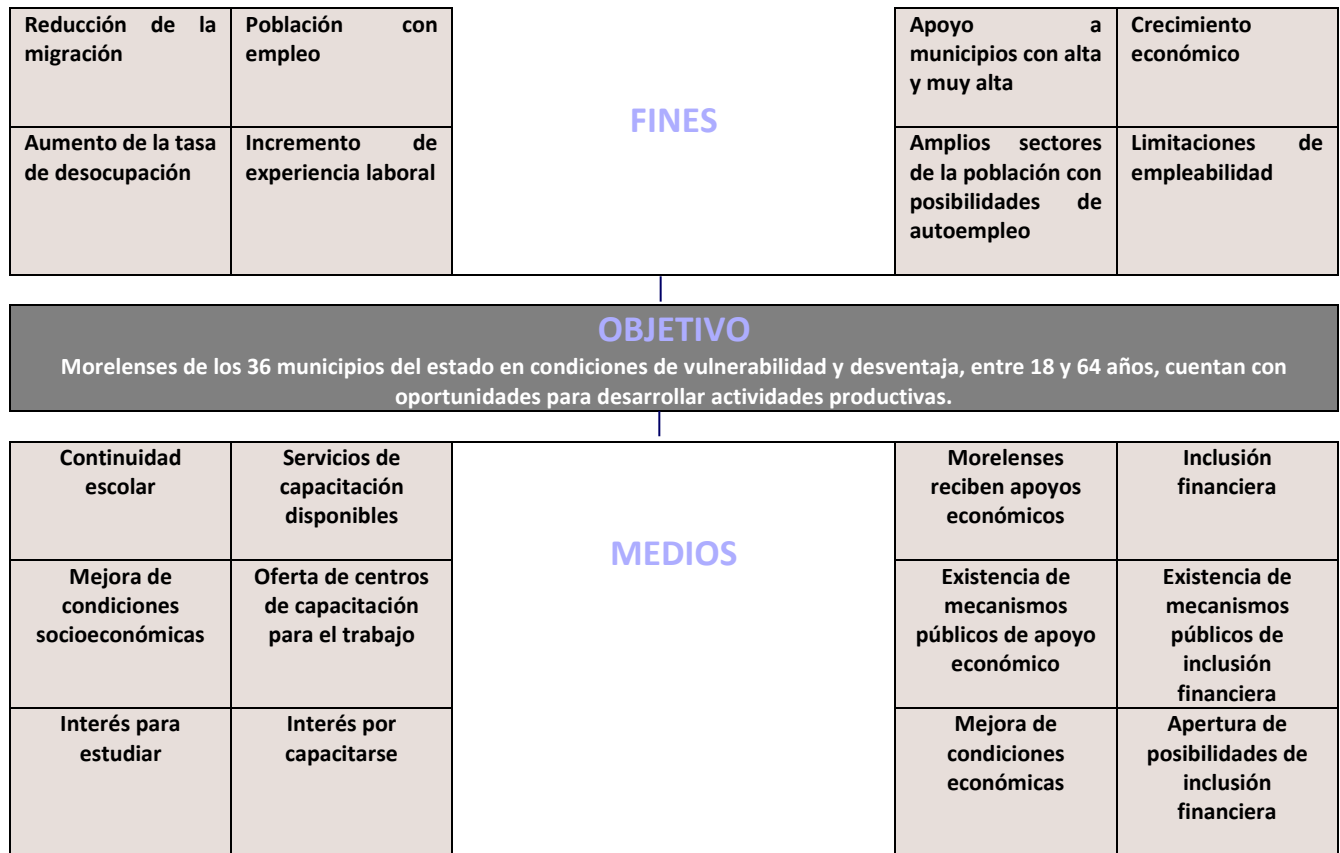 Reducción de la
migración
Población con
empleo
Apoyo a
municipios con alta
y muy alta
Crecimiento
económico
FINES
Aumento de la tasa
de desocupación
Incremento de
experiencia laboral
Amplios sectores
de la población con
posibilidades de
autoempleo
Limitaciones de
empleabilidad
OBJETIVO
Morelenses de los 36 municipios del estado en condiciones de vulnerabilidad y desventaja, entre 18 y 64 años, cuentan con
oportunidades para desarrollar actividades productivas.
Continuidad
escolar
Servicios de
capacitación
disponibles
Morelenses
reciben apoyos
económicos
Inclusión
financiera
MEDIOS
Mejora de
condiciones
socioeconómicas
Oferta de centros
de capacitación
para el trabajo
Existencia de
mecanismos
públicos de apoyo
económico
Existencia de
mecanismos
públicos de
inclusión
financiera
Interés para
estudiar
Interés por
capacitarse
Mejora de
condiciones
económicas
Apertura de
posibilidades de
inclusión
financiera